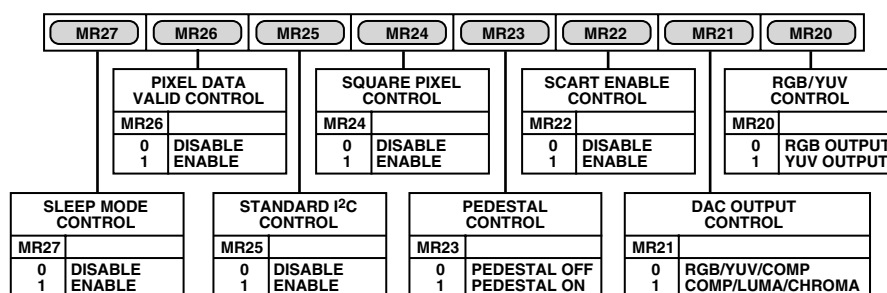 MR27 MR26 MR25 MR24 MR23 MR22 MR21 MR20
PIXEL DATA
VALID CONTROL
MR26
0 DISABLE
1 ENABLE
SQUARE PIXEL
CONTROL
MR24
0 DISABLE
1 ENABLE
SCART ENABLE
CONTROL
MR22
0 DISABLE
1 ENABLE
RGB/YUV
CONTROL
MR20
0 RGB OUTPUT
1 YUV OUTPUT
SLEEP MODE
CONTROL
MR27
0 DISABLE
1 ENABLE
STANDARD I²C
CONTROL
MR25
0 DISABLE
1 ENABLE
PEDESTAL
CONTROL
MR23
0 PEDESTAL OFF
1 PEDESTAL ON
DAC OUTPUT
CONTROL
MR21
0 RGB/YUV/COMP
1 COMP/LUMA/CHROMA